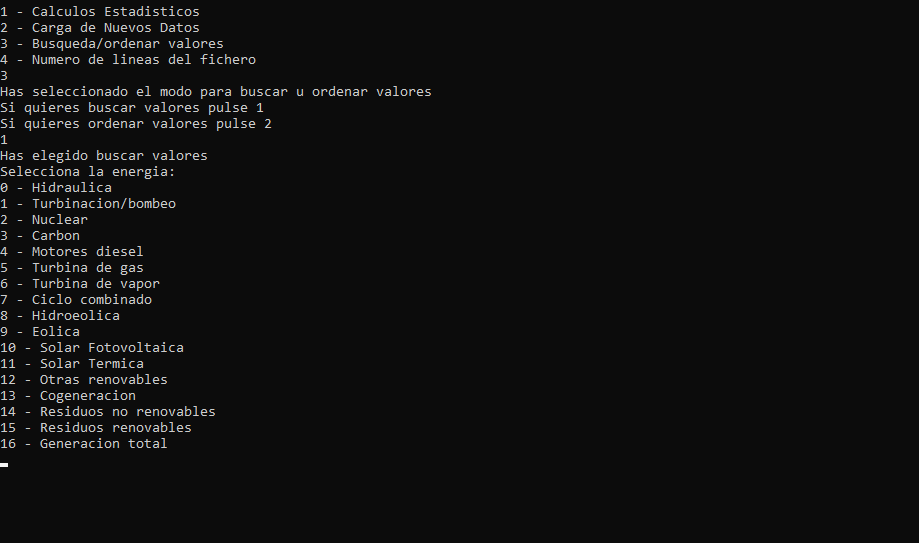 1 - Calculos Estadisticos
2 - Carga de Nuevos Datos
3 - Busqueda/ordenar valores
4 - Numero de lineas del fichero
3
Has seleccionado el modo para buscar u ordenar valores
Si quieres buscar valores pulse 1
Si quieres ordenar valores pulse 2
1
Has elegido buscar valores
Selecciona la energia:
0 - Hidraulica
1 - Turbinacion/bombeo
2 - Nuclear
3 - Carbon
4 - Motores diesel
5 - Turbina de gas
6 - Turbina de vapor
7 - Ciclo combinado
8 - Hidroeolica
9 - Eolica
10 - Solar Fotovoltaica
11 - Solar Termica
12 - Otras renovables
13 - Cogeneracion
14 - Residuos no renovables
15 - Residuos renovables
16 - Generacion total